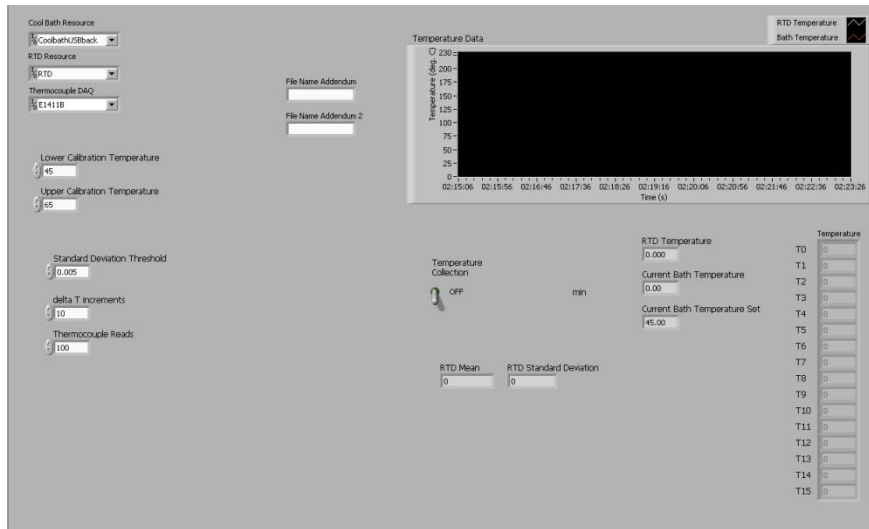 Cool Bath Resource
CoolbathUSBback
RTD Resource
RTD
Thermocouple DAQ
E1411B
File Name Addendum
File Name Addendum 2
Lower Calibration Temperature
45
Upper Calibration Temperature
65
Standard Deviation Threshold
0.005
delta T increments
10
Thermocouple Reads
100
RTD Temperature
Bath Temperature
Temperature Data
Temperature (deg, C)
230
200
175
150
125
100
75
50
25
0
02:15:06 02:15:56 02:16:46 02:17:36 02:18:26 02:19:16 02:20:06 02:20:56 02:21:46 02:22:36 02:23:26
Time (s)
Temperature
Collection
OFF
min
RTD Temperature
0.000
Current Bath Temperature
0.00
Current Bath Temperature Set
45.00
RTD Mean RTD Standard Deviation
0 0
Temperature
T0 0
T1 0
T2 0
T3 0
T4 0
T5 0
T6 0
T7 0
T8 0
T9 0
T10 0
T11 0
T12 0
T13 0
T14 0
T15 0